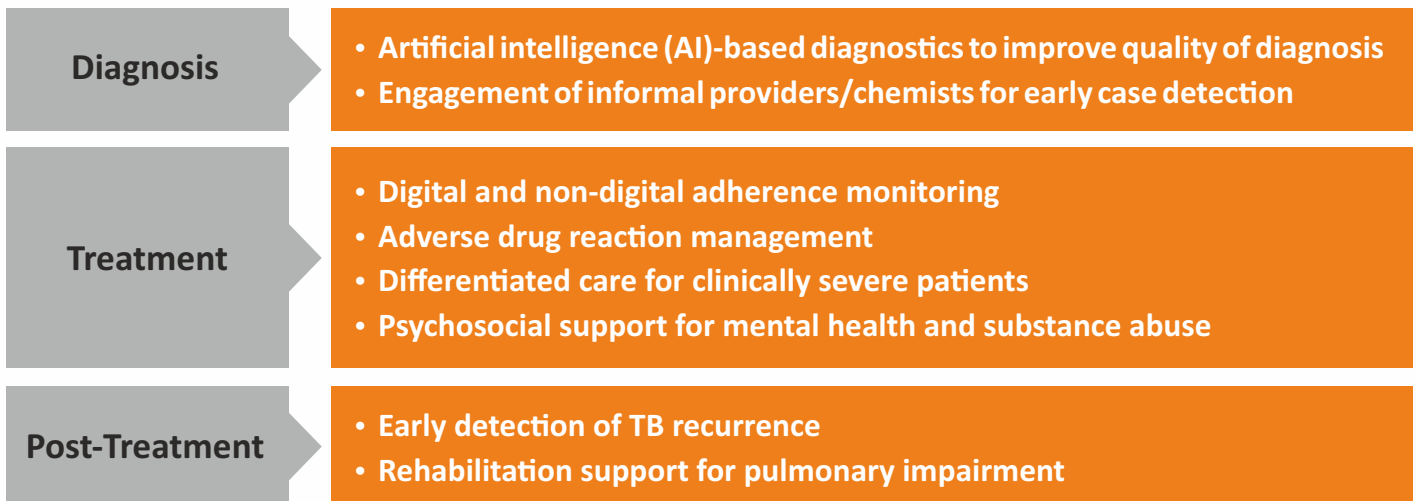 Diagnosis
• Artificial intelligence (AI)-based diagnostics to improve quality of diagnosis
• Engagement of informal providers/chemists for early case detection
Treatment
• Digital and non-digital adherence monitoring
• Adverse drug reaction management
• Differentiated care for clinically severe patients
• Psychosocial support for mental health and substance abuse
Post-Treatment
• Early detection of TB recurrence
• Rehabilitation support for pulmonary impairment